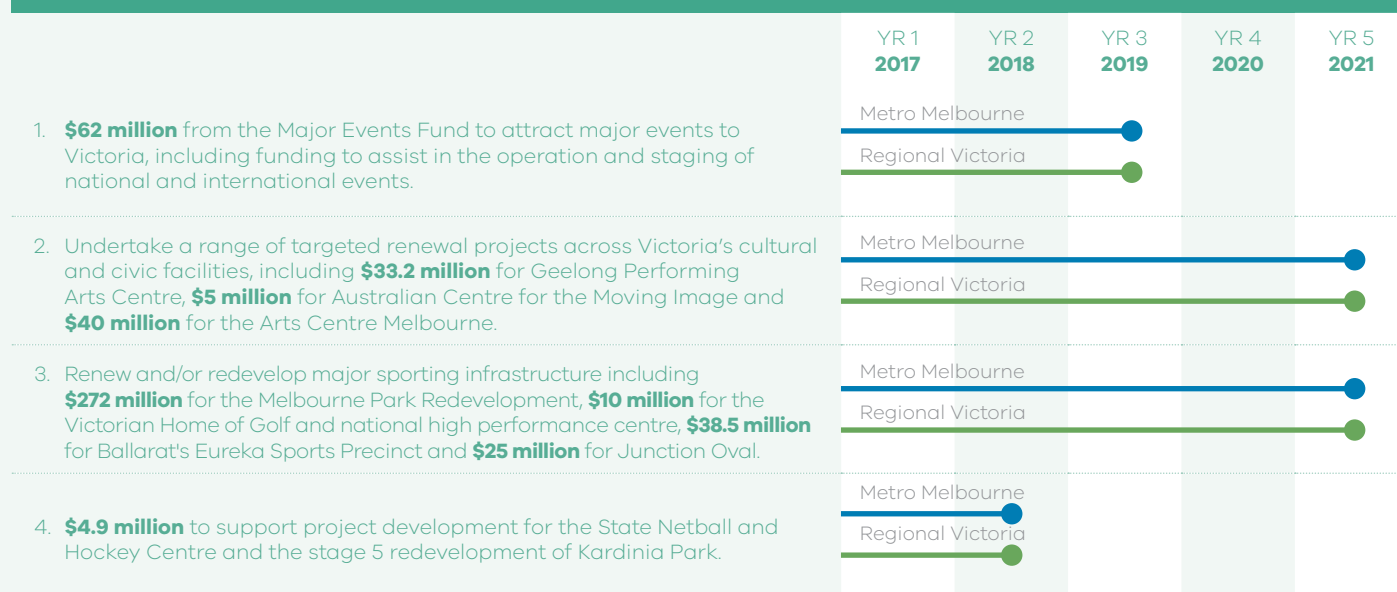 YR 1 YR 2 YR 3 YR 4 YR 5
2017 2018 2019 2020 2021
1. $62 million from the Major Events Fund to attract major events to
Victoria, including funding to assist in the operation and staging of
national and international events.
Metro Melbourne
Regional Victoria
2. Undertake a range of targeted renewal projects across Victoria's cultural
and civic facilities, including $33.2 million for Geelong Performing
Arts Centre, $5 million for Australian Centre for the Moving Image and
$40 million for the Arts Centre Melbourne.
Metro Melbourne
Regional Victoria
3. Renew and/or redevelop major sporting infrastructure including
$272 million for the Melbourne Park Redevelopment, $10 million for the
Victorian Home of Golf and national high performance centre, $38.5 million
for Ballarat's Eureka Sports Precinct and $25 million for Junction Oval.
Metro Melbourne
Regional Victoria
4. $4.9 million to support project development for the State Netball and
Hockey Centre and the stage 5 redevelopment of Kardinia Park.
Metro Melbourne
Regional Victoria